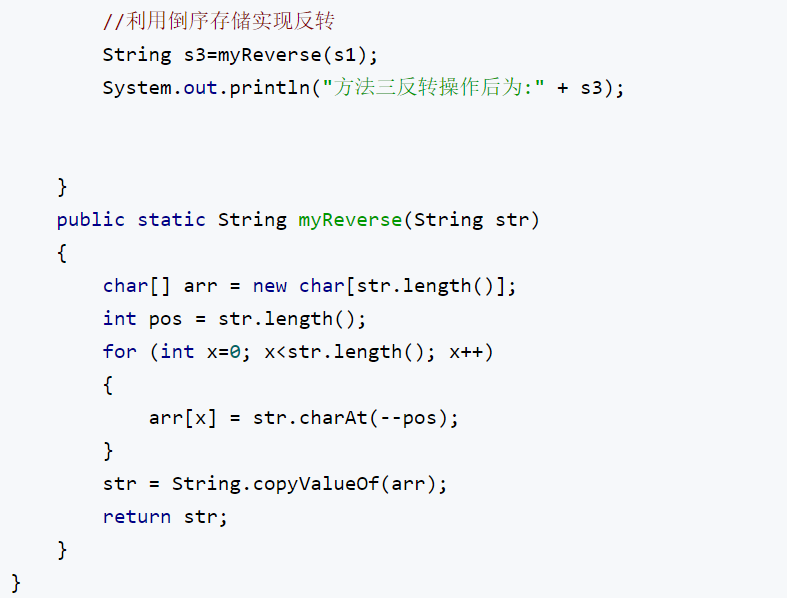 //利用倒序存储实现反转
String s3=myReverse(s1);
System.out.println("方法三反转操作后为:" + s3);
}
public static String myReverse(String str)
{
char[] arr = new char[str.length()];
int pos = str.length();
for (int x=0; x<str.length(); x++)
{
arr[x] = str.charAt(--pos);
}
str = String.copyValueOf(arr);
return str;
}
}